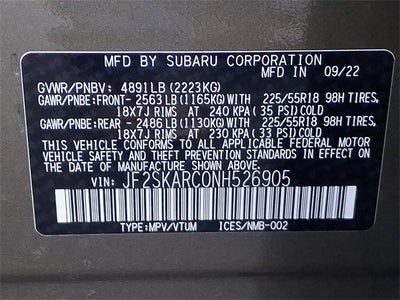 MFD BY SUBARU CORPORATION
MFD IN 09/22
GVWR/PNBV: 4891LB(2223KG)
GAWR/PNBE:FRONT- 2563LB(1165KG)WITH 225/55R18 98H TIRES,
18X7J RIMS AT 240 KPA(35 PSI)COLD
GAWR/PNBE:REAR - 2486LB(1130KG)WITH 225/55R18 98H TIRES,
18X7J RIMS AT 230 KPA(33 PSI)COLD
THIS VEHICLE CONFORMS TO ALL APPLICABLE FEDERAL MOTOR
VEHICLE SAFETY, BUMPER, AND THEFT PREVENTION STANDARDS IN EFFECT ON
THE DATE OF MANUFACTURE SHOWN ABOVE.
VIN: JF2SKARC0NH526905
TYPE:MPV/VTUM ICES/NMB-002